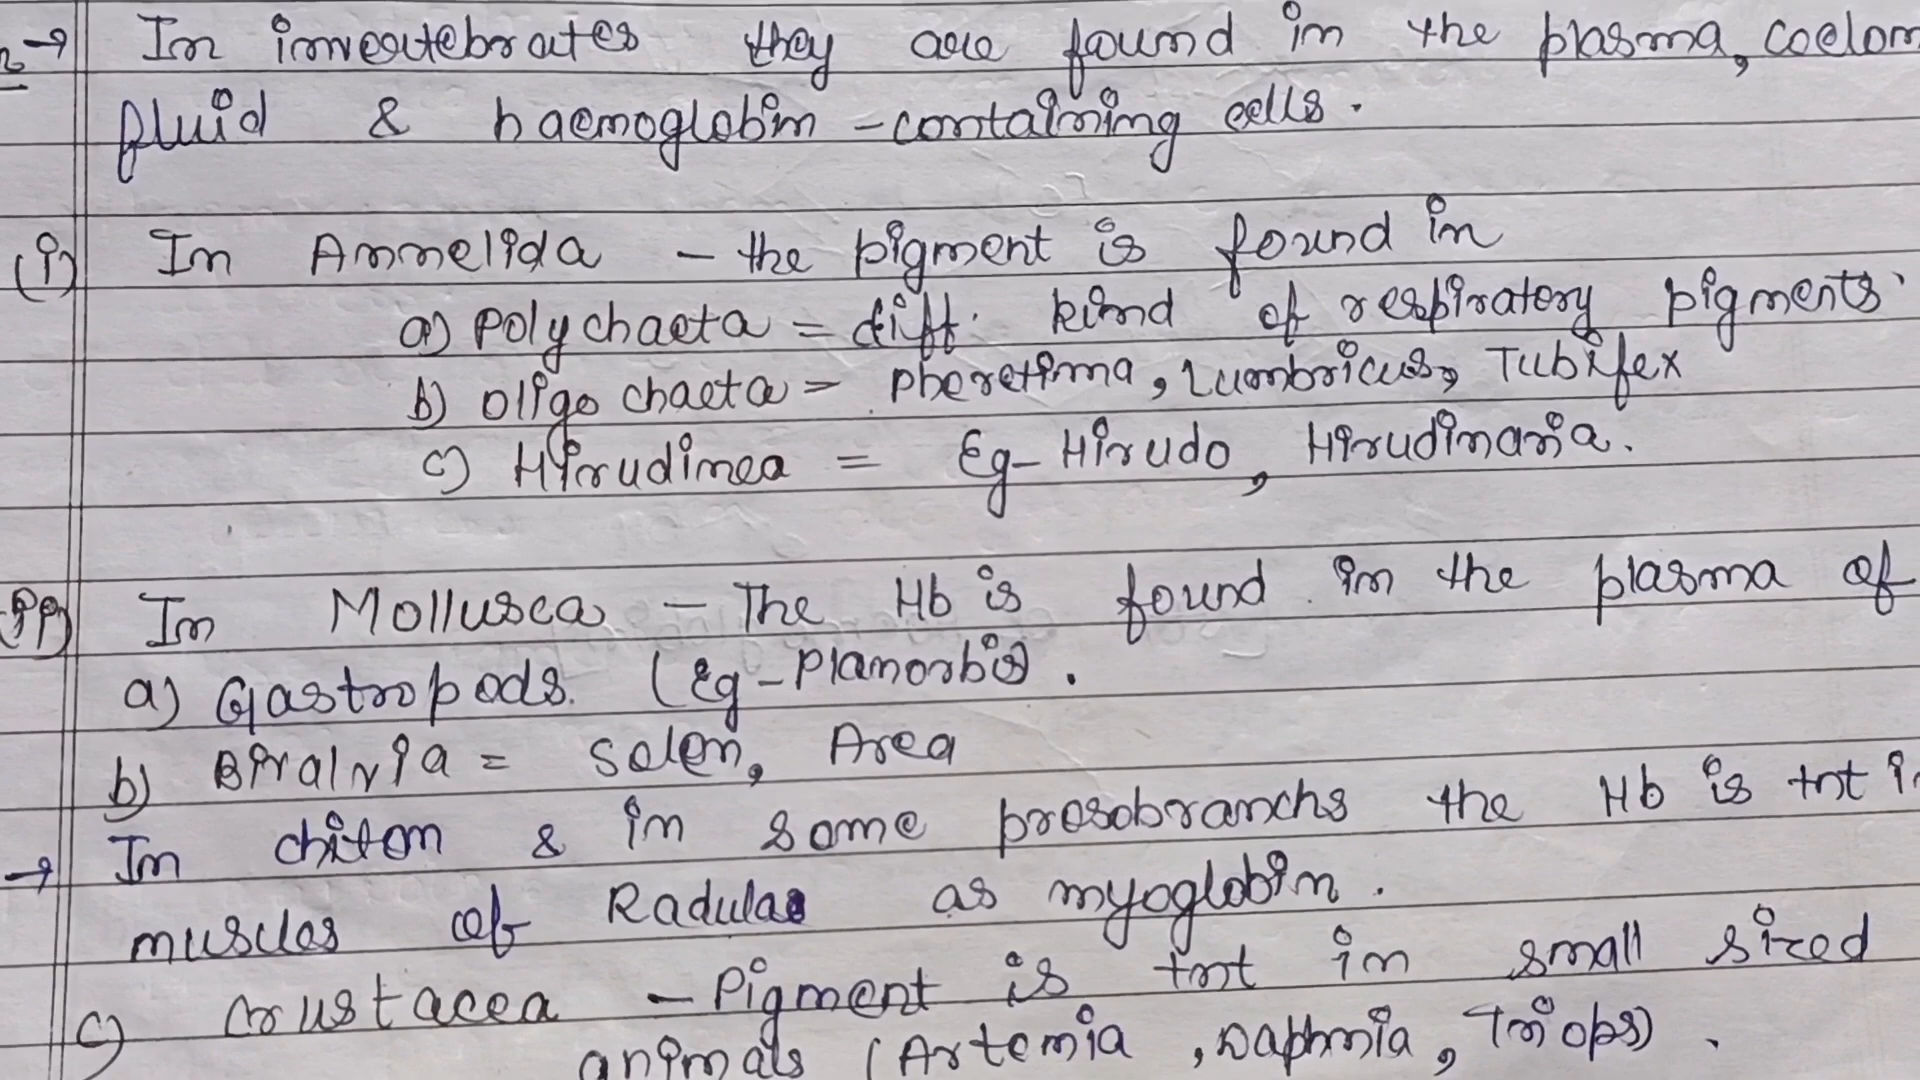 → In invertebrates they are found in the plasma, coelom
fluid & haemoglobin -containing cells.
(i) In Annelida - the pigment is found in
a) Polychaeta = diff. kind of respiratory pigments.
b) Oligochaeta = Pheretima, Lumbricus, Tubifex
c) Hirudinea = Eg- Hirudo, Hirudinaria.
(ii) In Mollusca - The Hb is found in the plasma of
a) Gastropods. (Eg - Planorbis).
b) Bivalvia = Solen, Area
→ In chiton & in some prosobranchs the Hb is tnt i
muscles of Radulas as myoglobin.
c) Crustacea - Pigment is tnt in small sized
animals (Artemia, Daphnia, Triops).